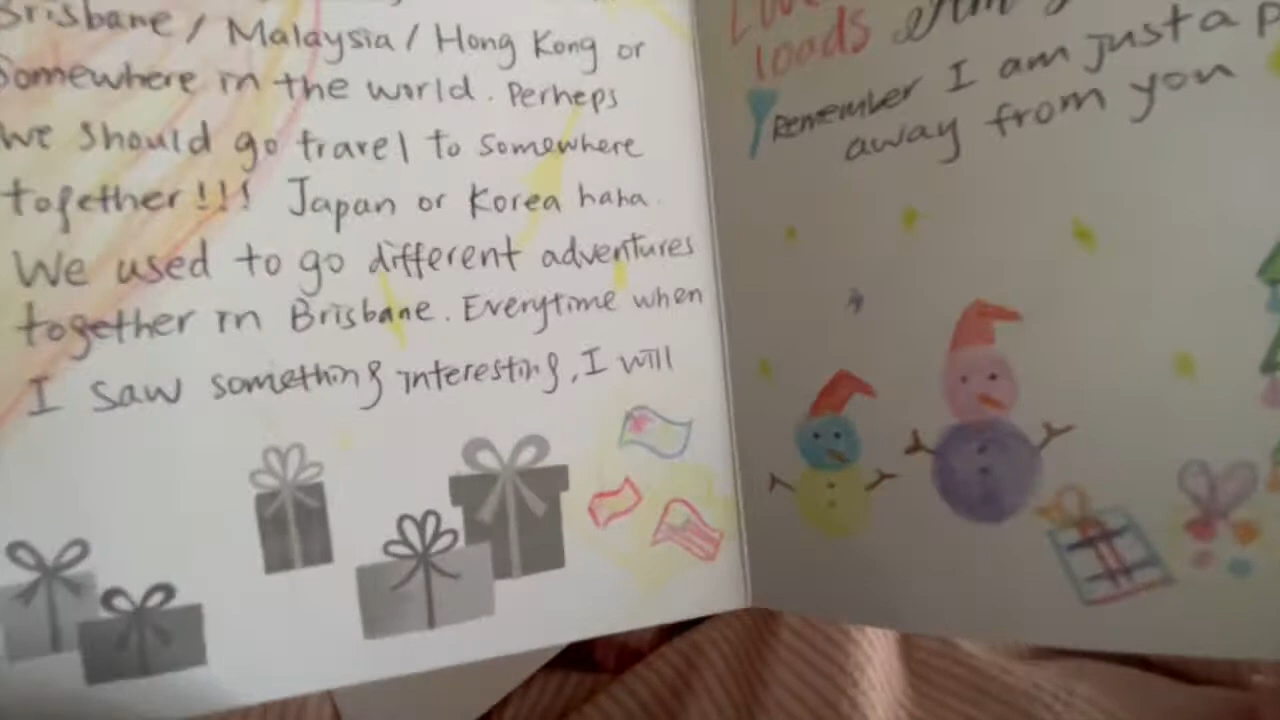 Brisbane / Malaysia / Hong Kong or
Somewhere in the world. Perheps
we should go travel to somewhere
together!!! Japan or Korea haha.
We used to go different adventures
together in Brisbane. Everytime when
I saw something interesting, I will
loads
Remember I am just a
away from you